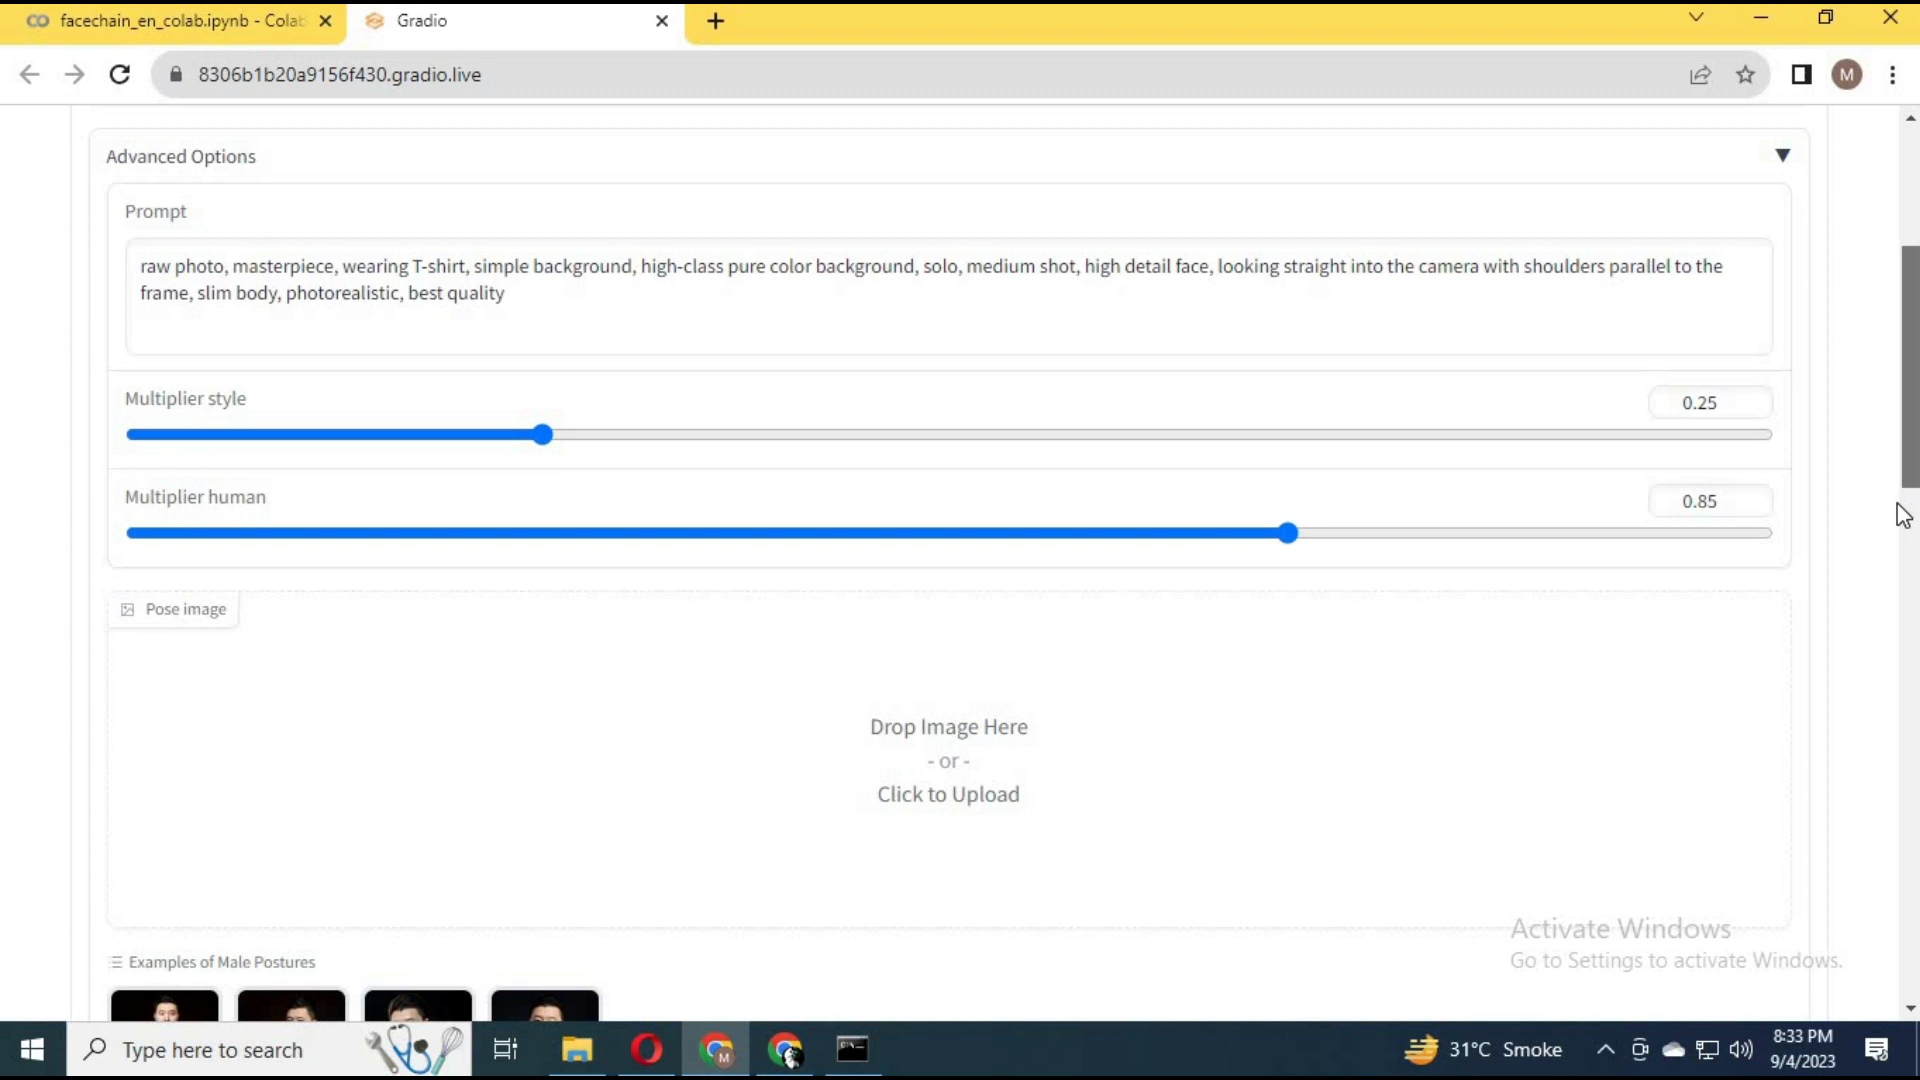 facechain_en_colab.ipynb - Colab
Gradio
8306b1b20a9156f430.gradio.live
M
Advanced Options
Prompt
raw photo, masterpiece, wearing T-shirt, simple background, high-class pure color background, solo, medium shot, high detail face, looking straight into the camera with shoulders parallel to the
frame, slim body, photorealistic, best quality
Multiplier style
0.25
Multiplier human
0.85
Pose image
Drop Image Here
- or -
Click to Upload
Activate Windows
Go to Settings to activate Windows.
Examples of Male Postures
Type here to search
M
31°C Smoke
8:33 PM
9/4/2023